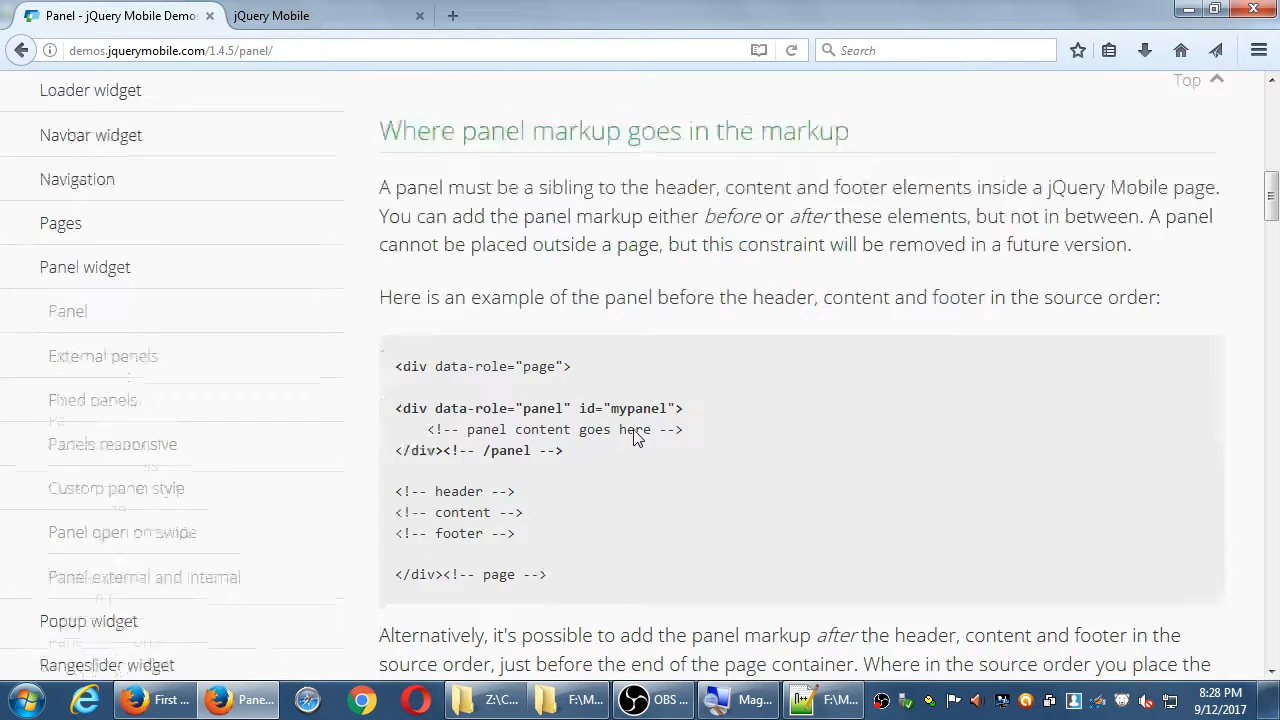 Panel - jQuery Mobile Demos
jQuery Mobile
demos.jquerymobile.com/1.4.5/panel/
Search
Top
Loader widget
Navbar widget
Navigation
Pages
Panel widget
Panel
External panels
Fixed panels
Panels responsive
Custom panel style
Panel open on swipe
Panel external and internal
Popup widget
Rangeslider widget
Where panel markup goes in the markup
A panel must be a sibling to the header, content and footer elements inside a jQuery Mobile page.
You can add the panel markup either before or after these elements, but not in between. A panel
cannot be placed outside a page, but this constraint will be removed in a future version.
Here is an example of the panel before the header, content and footer in the source order:
<div data-role="page">
<div data-role="panel" id="mypanel">
<!-- panel content goes here -->
</div><!-- /panel -->
<!-- header -->
<!-- content -->
<!-- footer -->
</div><!-- page -->
Alternatively, it's possible to add the panel markup after the header, content and footer in the
source order, just before the end of the page container. Where in the source order you place the
First ...
Pane...
Z:\C...
F:\M...
OBS ...
Mag...
F:\M...
8:28 PM
9/12/2017